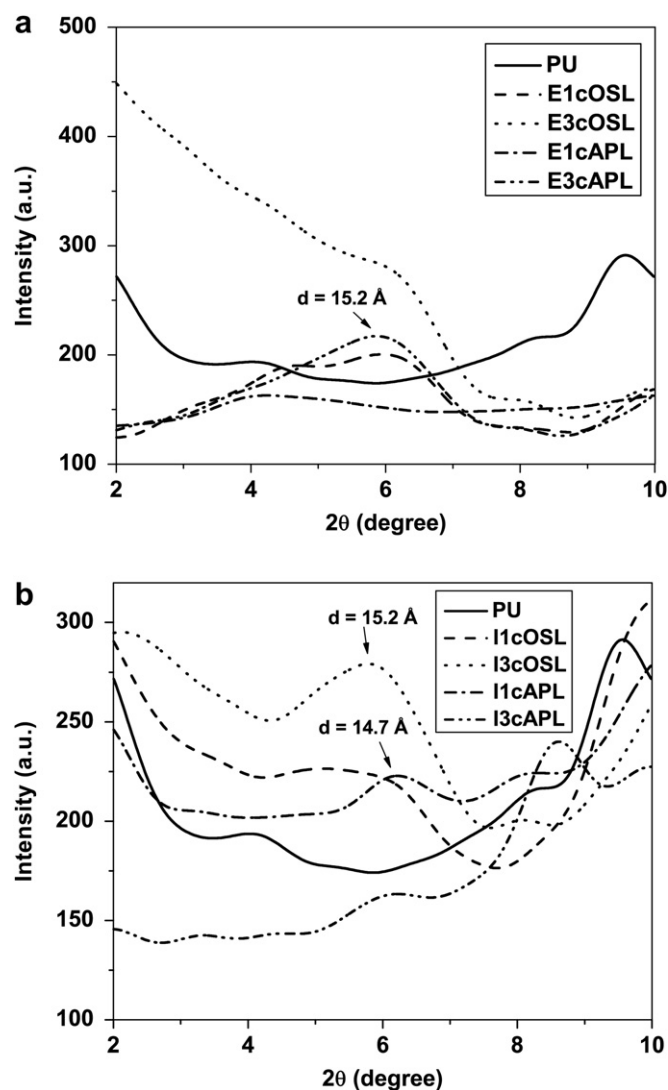 a
500
400
300
200
100
Intensity (a.u.)
PU
E1cOSL
E3cOSL
E1cAPL
E3cAPL
d = 15.2 Å
2 4 6 8 10
2θ (degree)
b
300
250
200
150
100
Intensity (a.u.)
PU
I1cOSL
I3cOSL
I1cAPL
I3cAPL
d = 15.2 Å
d = 14.7 Å
2 4 6 8 10
2θ (degree)